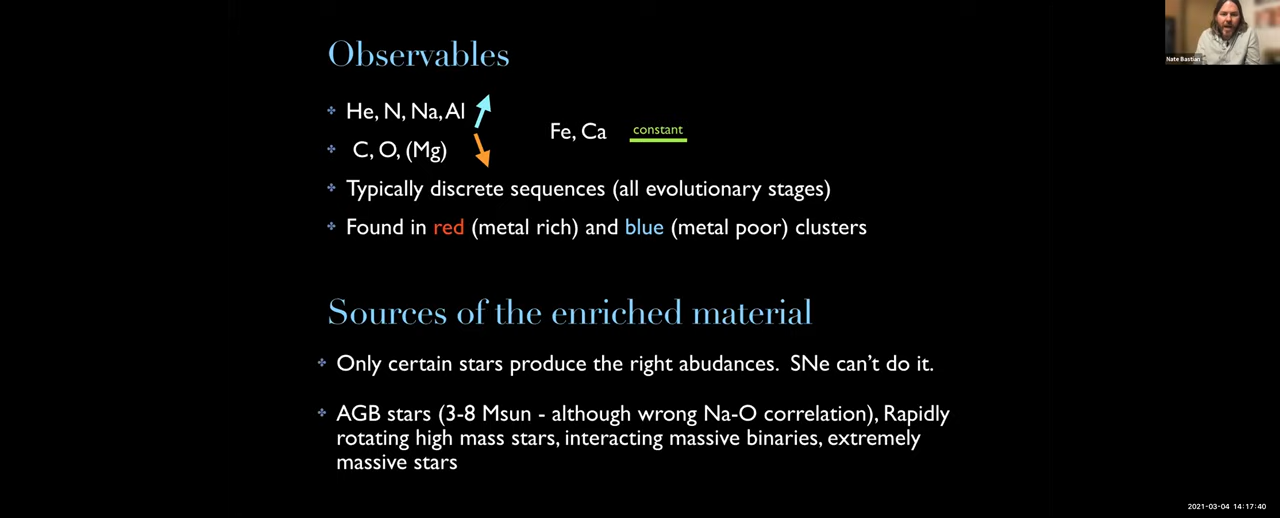 Observables
He, N, Na, Al
Fe, Ca constant
C, O, (Mg)
Typically discrete sequences (all evolutionary stages)
Found in red (metal rich) and blue (metal poor) clusters
Sources of the enriched material
Only certain stars produce the right abudances. SNe can't do it.
AGB stars (3-8 Msun - although wrong Na-O correlation), Rapidly
rotating high mass stars, interacting massive binaries, extremely
massive stars
Nate Bastian
2021-03-04 14:17:40